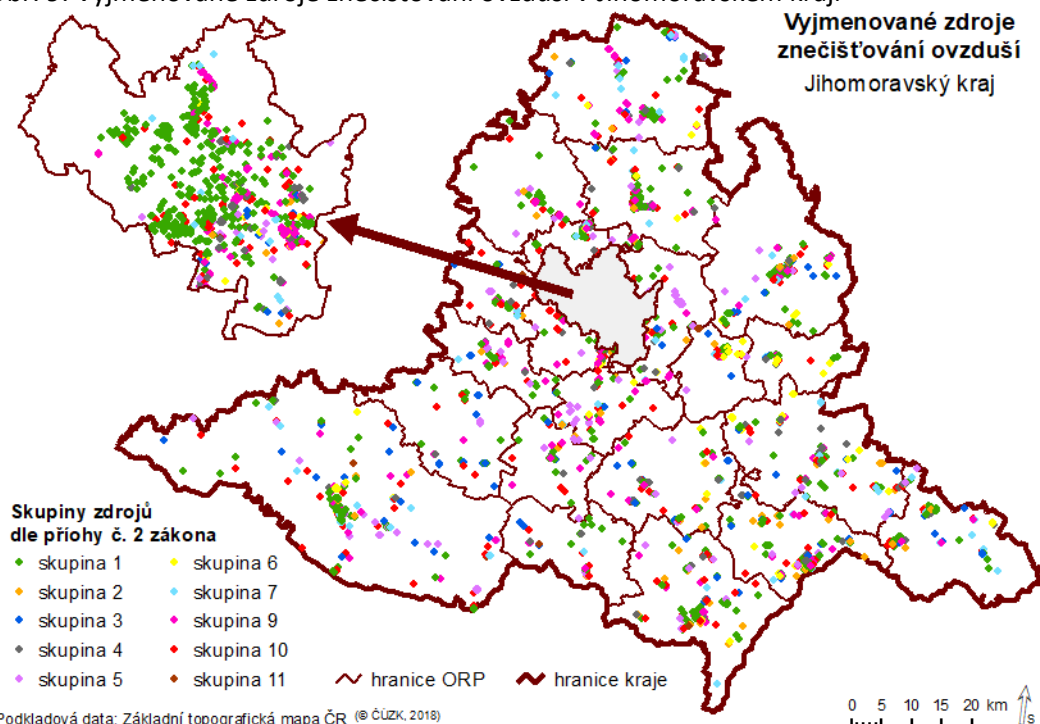 Vyjmenované zdroje
znečišťování ovzduší
Jihomoravský kraj
Skupiny zdrojů
dle příohy č. 2 zákona
skupina 1
skupina 2
skupina 3
skupina 4
skupina 5
skupina 6
skupina 7
skupina 9
skupina 10
skupina 11
hranice ORP
hranice kraje
0 5 10 15 20 km
S
Podkladová data: Základní topografická mapa ČR (© ČÚZK, 2018)